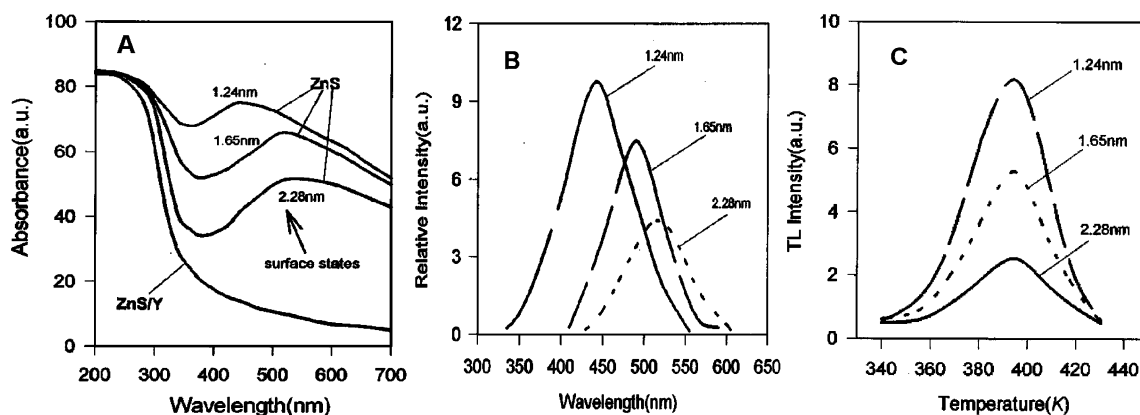 A
Absorbance(a.u.)
100
80
60
40
20
0
1.24nm
ZnS
1.65nm
2.28nm
surface states
ZnS/Y
200 300 400 500 600 700
Wavelength(nm)
B
Relative Intensity(a.u.)
12
9
6
3
0
1.24nm
1.65nm
2.28nm
300 350 400 450 500 550 600 650
Wavelength(nm)
C
TL Intensity(a.u.)
10
8
6
4
2
0
1.24nm
1.65nm
2.28nm
340 360 380 400 420 440
Temperature(K)